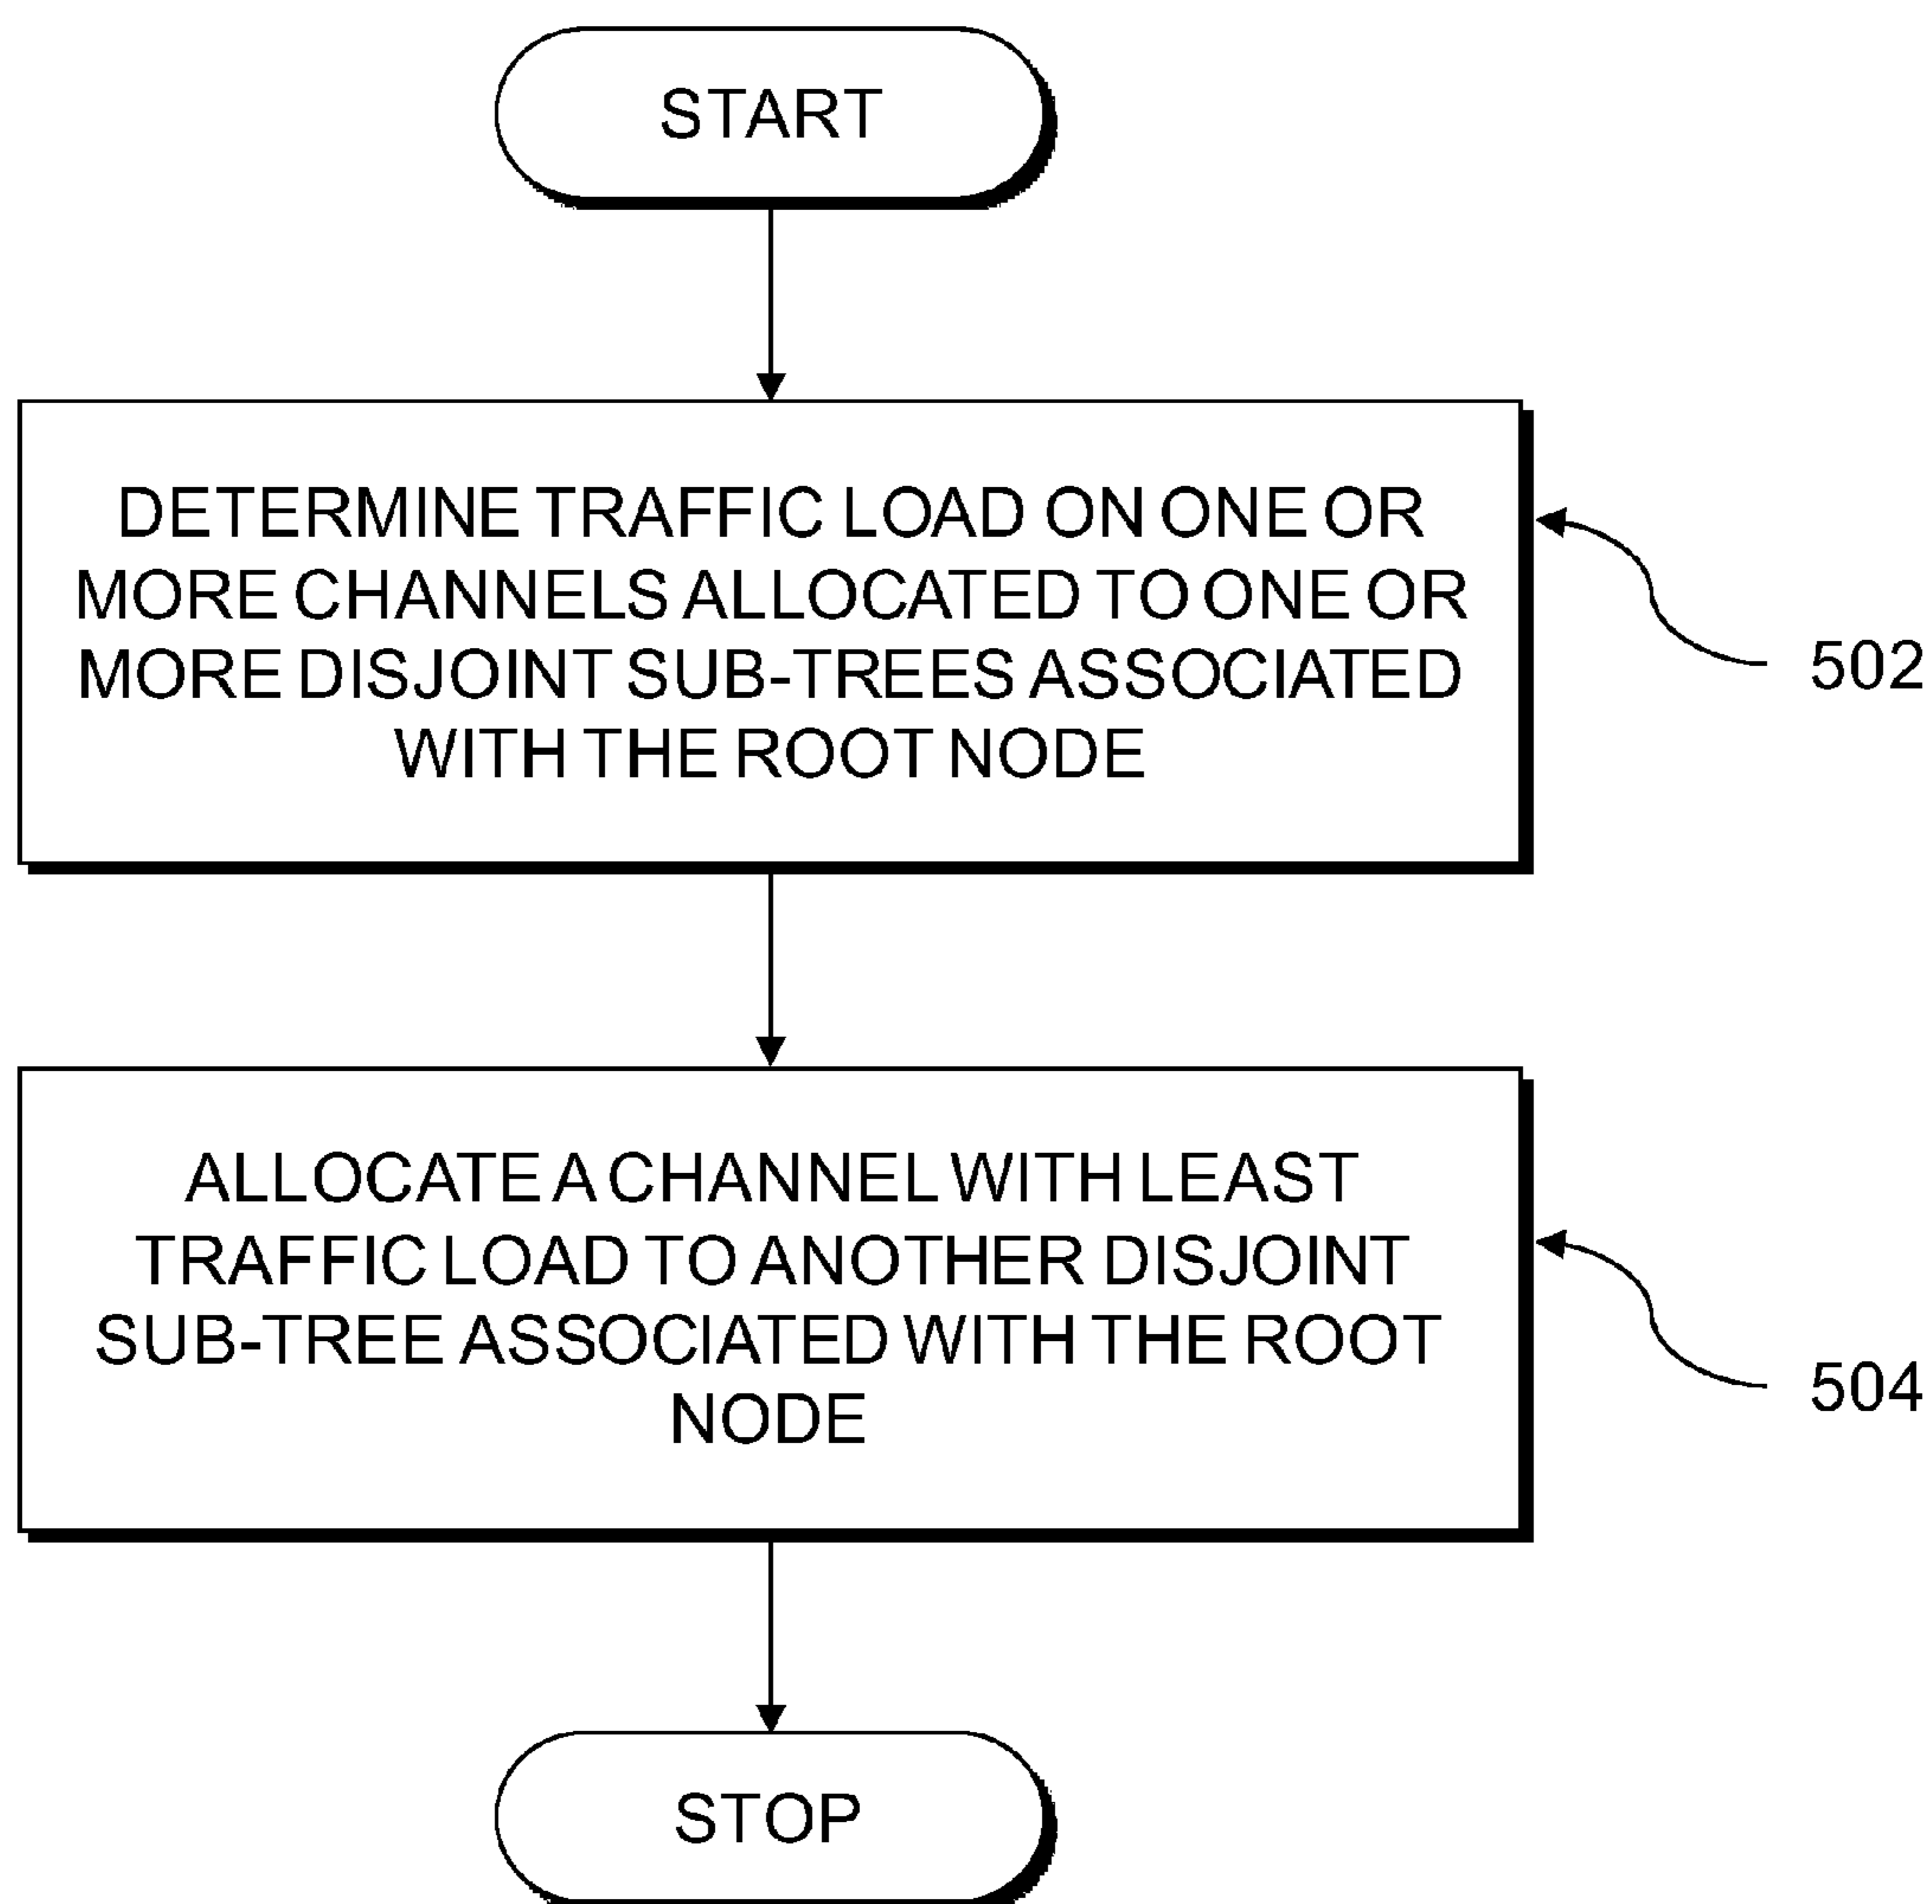 START
DETERMINE TRAFFIC LOAD ON ONE OR
MORE CHANNELS ALLOCATED TO ONE OR
MORE DISJOINT SUB-TREES ASSOCIATED
WITH THE ROOT NODE
502
ALLOCATE A CHANNEL WITH LEAST
TRAFFIC LOAD TO ANOTHER DISJOINT
SUB-TREE ASSOCIATED WITH THE ROOT
NODE
504
STOP